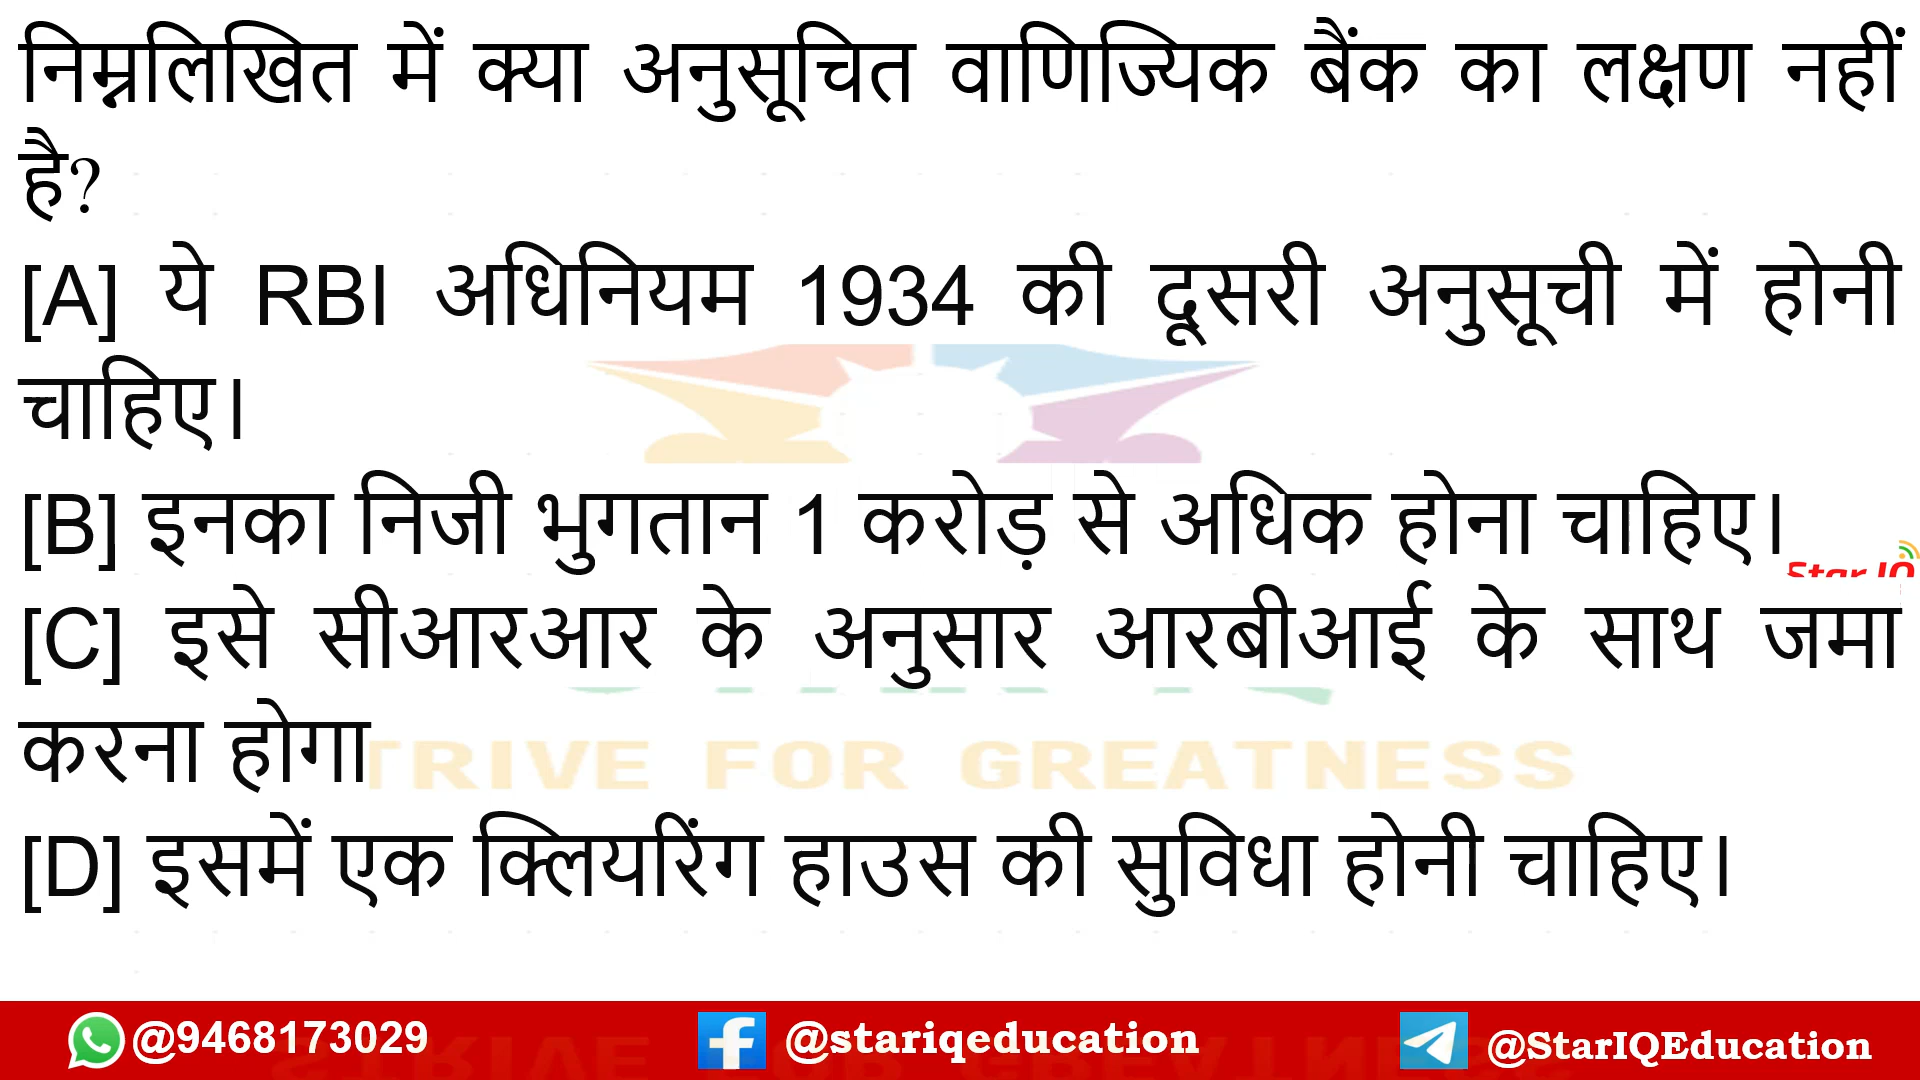 निम्नलिखित में क्या अनुसूचित वाणिज्यिक बैंक का लक्षण नहीं
है?
[A] ये RBI अधिनियम 1934 की दूसरी अनुसूची में होनी
चाहिए।
[B] इनका निजी भुगतान 1 करोड़ से अधिक होना चाहिए।
[C] इसे सीआरआर के अनुसार आरबीआई के साथ जमा
करना होगा
TRIVE FOR GREATNESS
[D] इसमें एक क्लियरिंग हाउस की सुविधा होनी चाहिए।
@9468173029 @stariqeducation @StarIQEducation